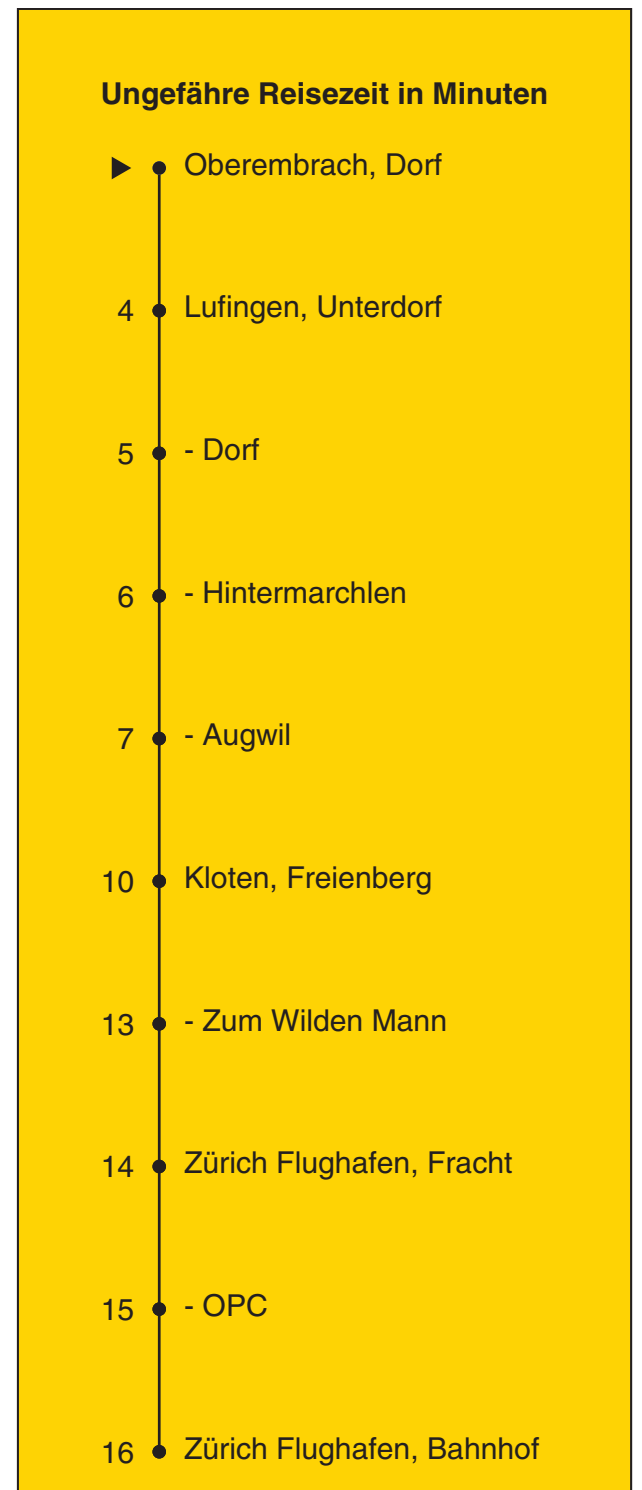 Ungefähre Reisezeit in Minuten
Oberembrach, Dorf
4 Lufingen, Unterdorf
5 - Dorf
6 - Hintermarchlen
7 - Augwil
10 Kloten, Freienberg
13 - Zum Wilden Mann
14 Zürich Flughafen, Fracht
15 - OPC
16 Zürich Flughafen, Bahnhof